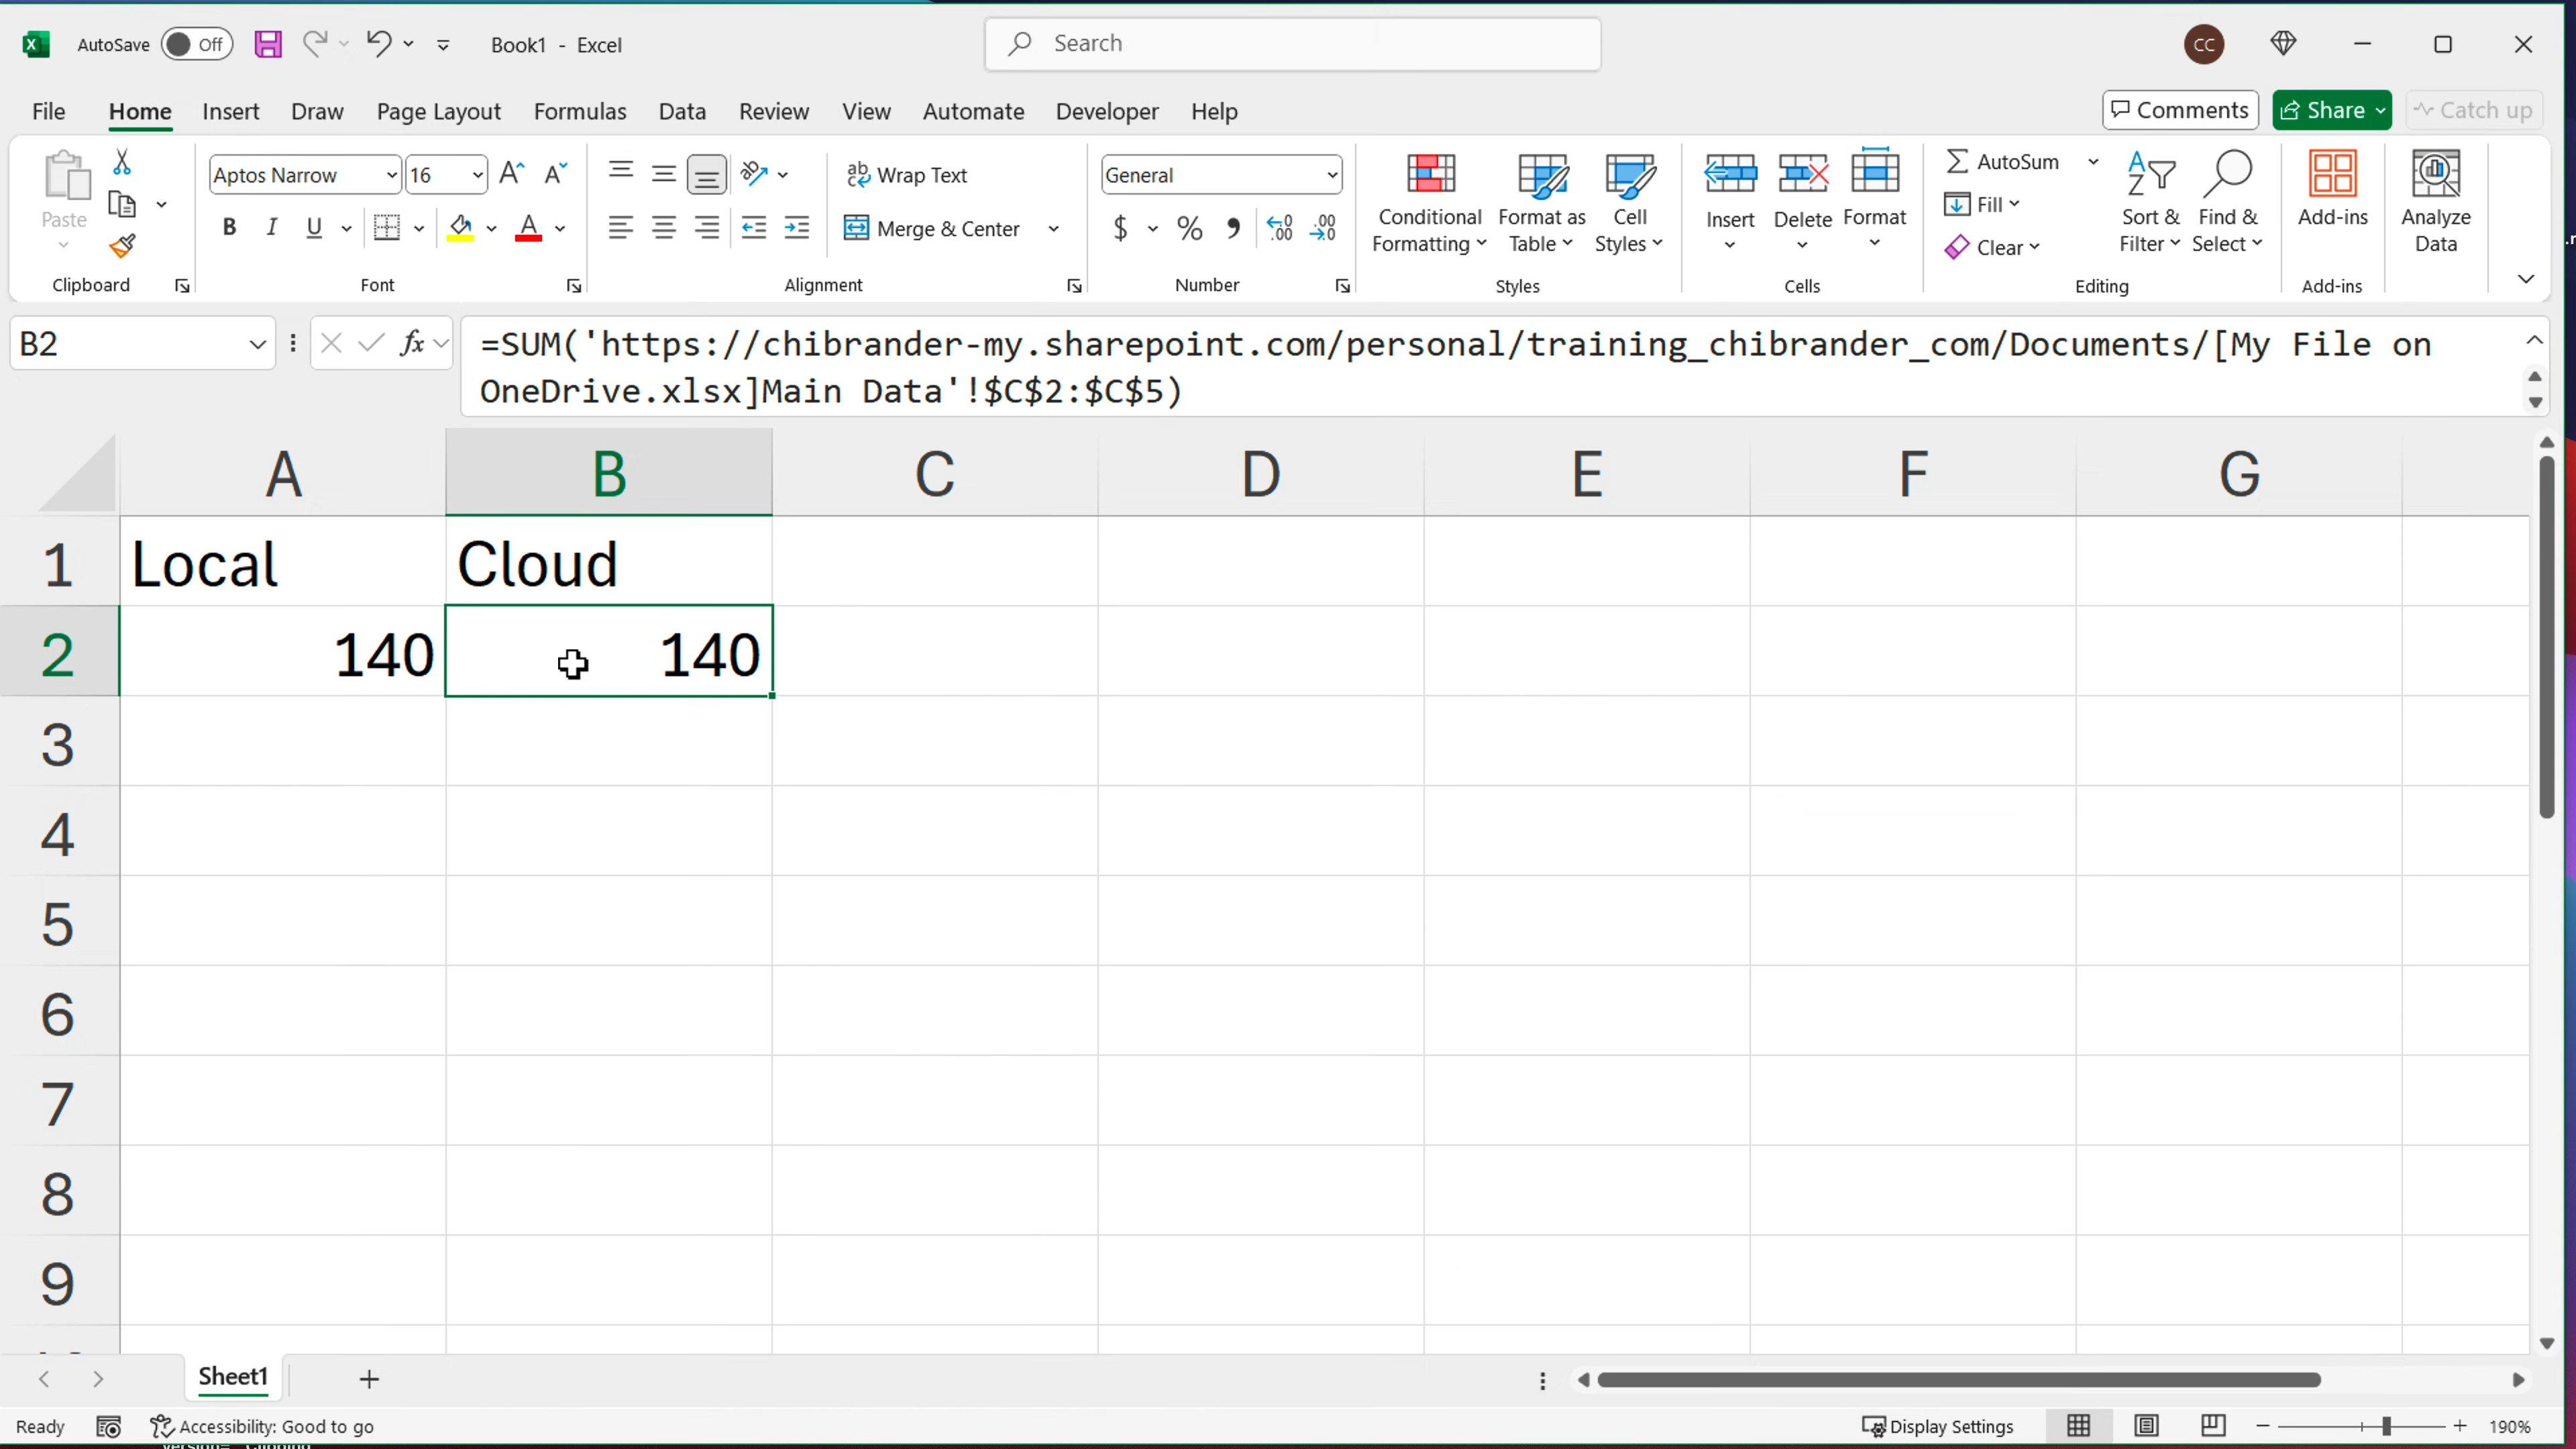 AutoSave Off Book1 - Excel Search CC
File Home Insert Draw Page Layout Formulas Data Review View Automate Developer Help Comments Share Catch up
Paste
Clipboard
Aptos Narrow 16
B I U A
Font
ab Wrap Text
Merge & Center
Alignment
General
$ % , .00 .00
Number
Conditional Formatting
Format as Table
Cell Styles
Styles
Insert Delete Format
Cells
AutoSum
Fill
Clear
Sort & Filter
Find & Select
Editing
Add-ins
Add-ins
Analyze Data
B2 fx =SUM('https://chibrander-my.sharepoint.com/personal/training_chibrander_com/Documents/[My File on
OneDrive.xlsx]Main Data'!$C$2:$C$5)
A B C D E F G
1 Local Cloud
2 140 140
3
4
5
6
7
8
9
Sheet1
Ready Accessibility: Good to go Display Settings 190%